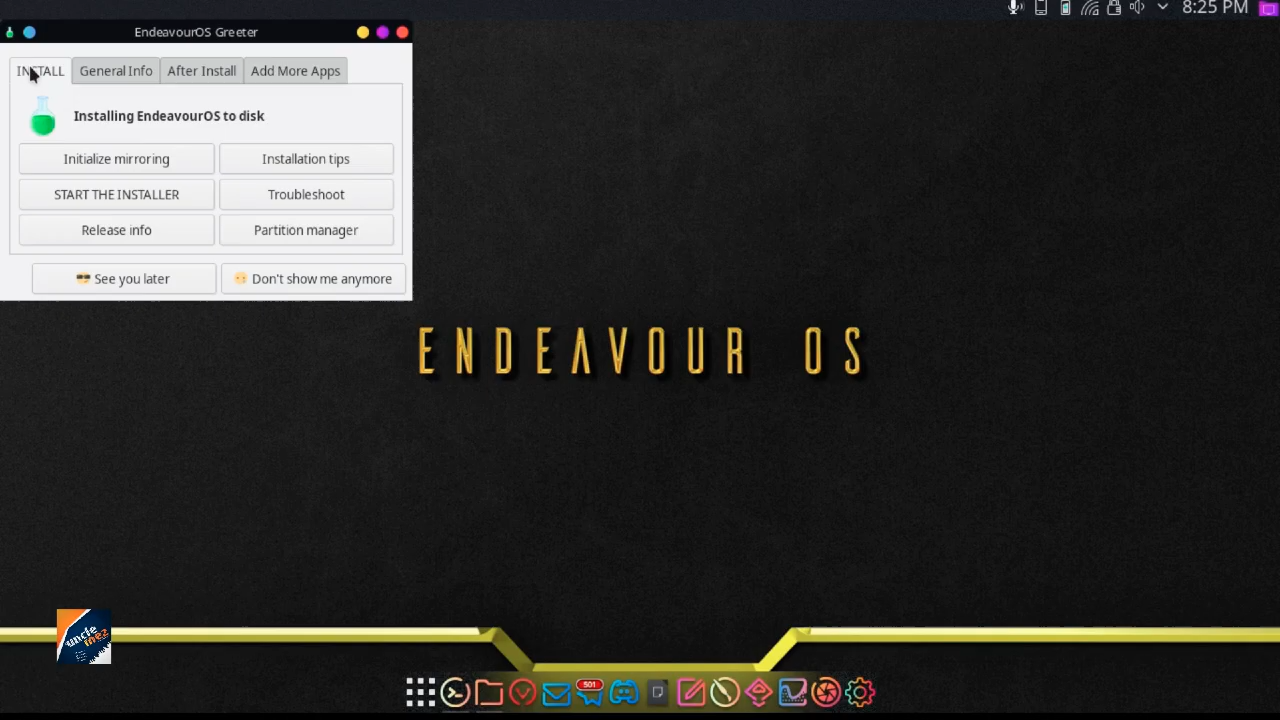 8:25 PM
EndeavourOS Greeter
INSTALL General Info After Install Add More Apps
Installing EndeavourOS to disk
Initialize mirroring Installation tips
START THE INSTALLER Troubleshoot
Release info Partition manager
😎 See you later Don't show me anymore
ENDEAVOUR OS
uncle
inez
501